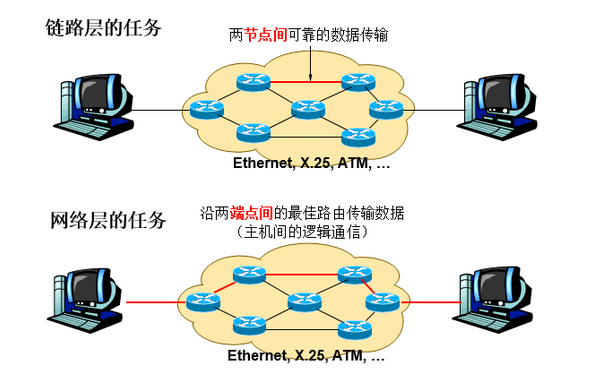 链路层的任务
两节点间可靠的数据传输
Ethernet, X.25, ATM, …
网络层的任务
沿两端点间的最佳路由传输数据
（主机间的逻辑通信）
Ethernet, X.25, ATM, …